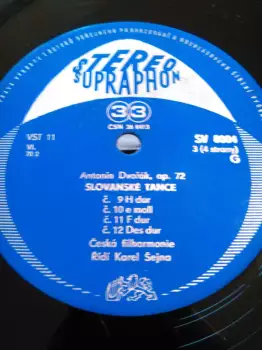 STEREO
SUPRAPHON
33
VST 11
SV 8084
VI.
3 (4 strany)
G
Antonín Dvořák, op. 72
SLOVANSKÉ TANCE
č. 9 H dur
č. 10 e moll
č. 11 F dur
č. 12 Des dur
Česká filharmonie
Řídí Karel Šejna